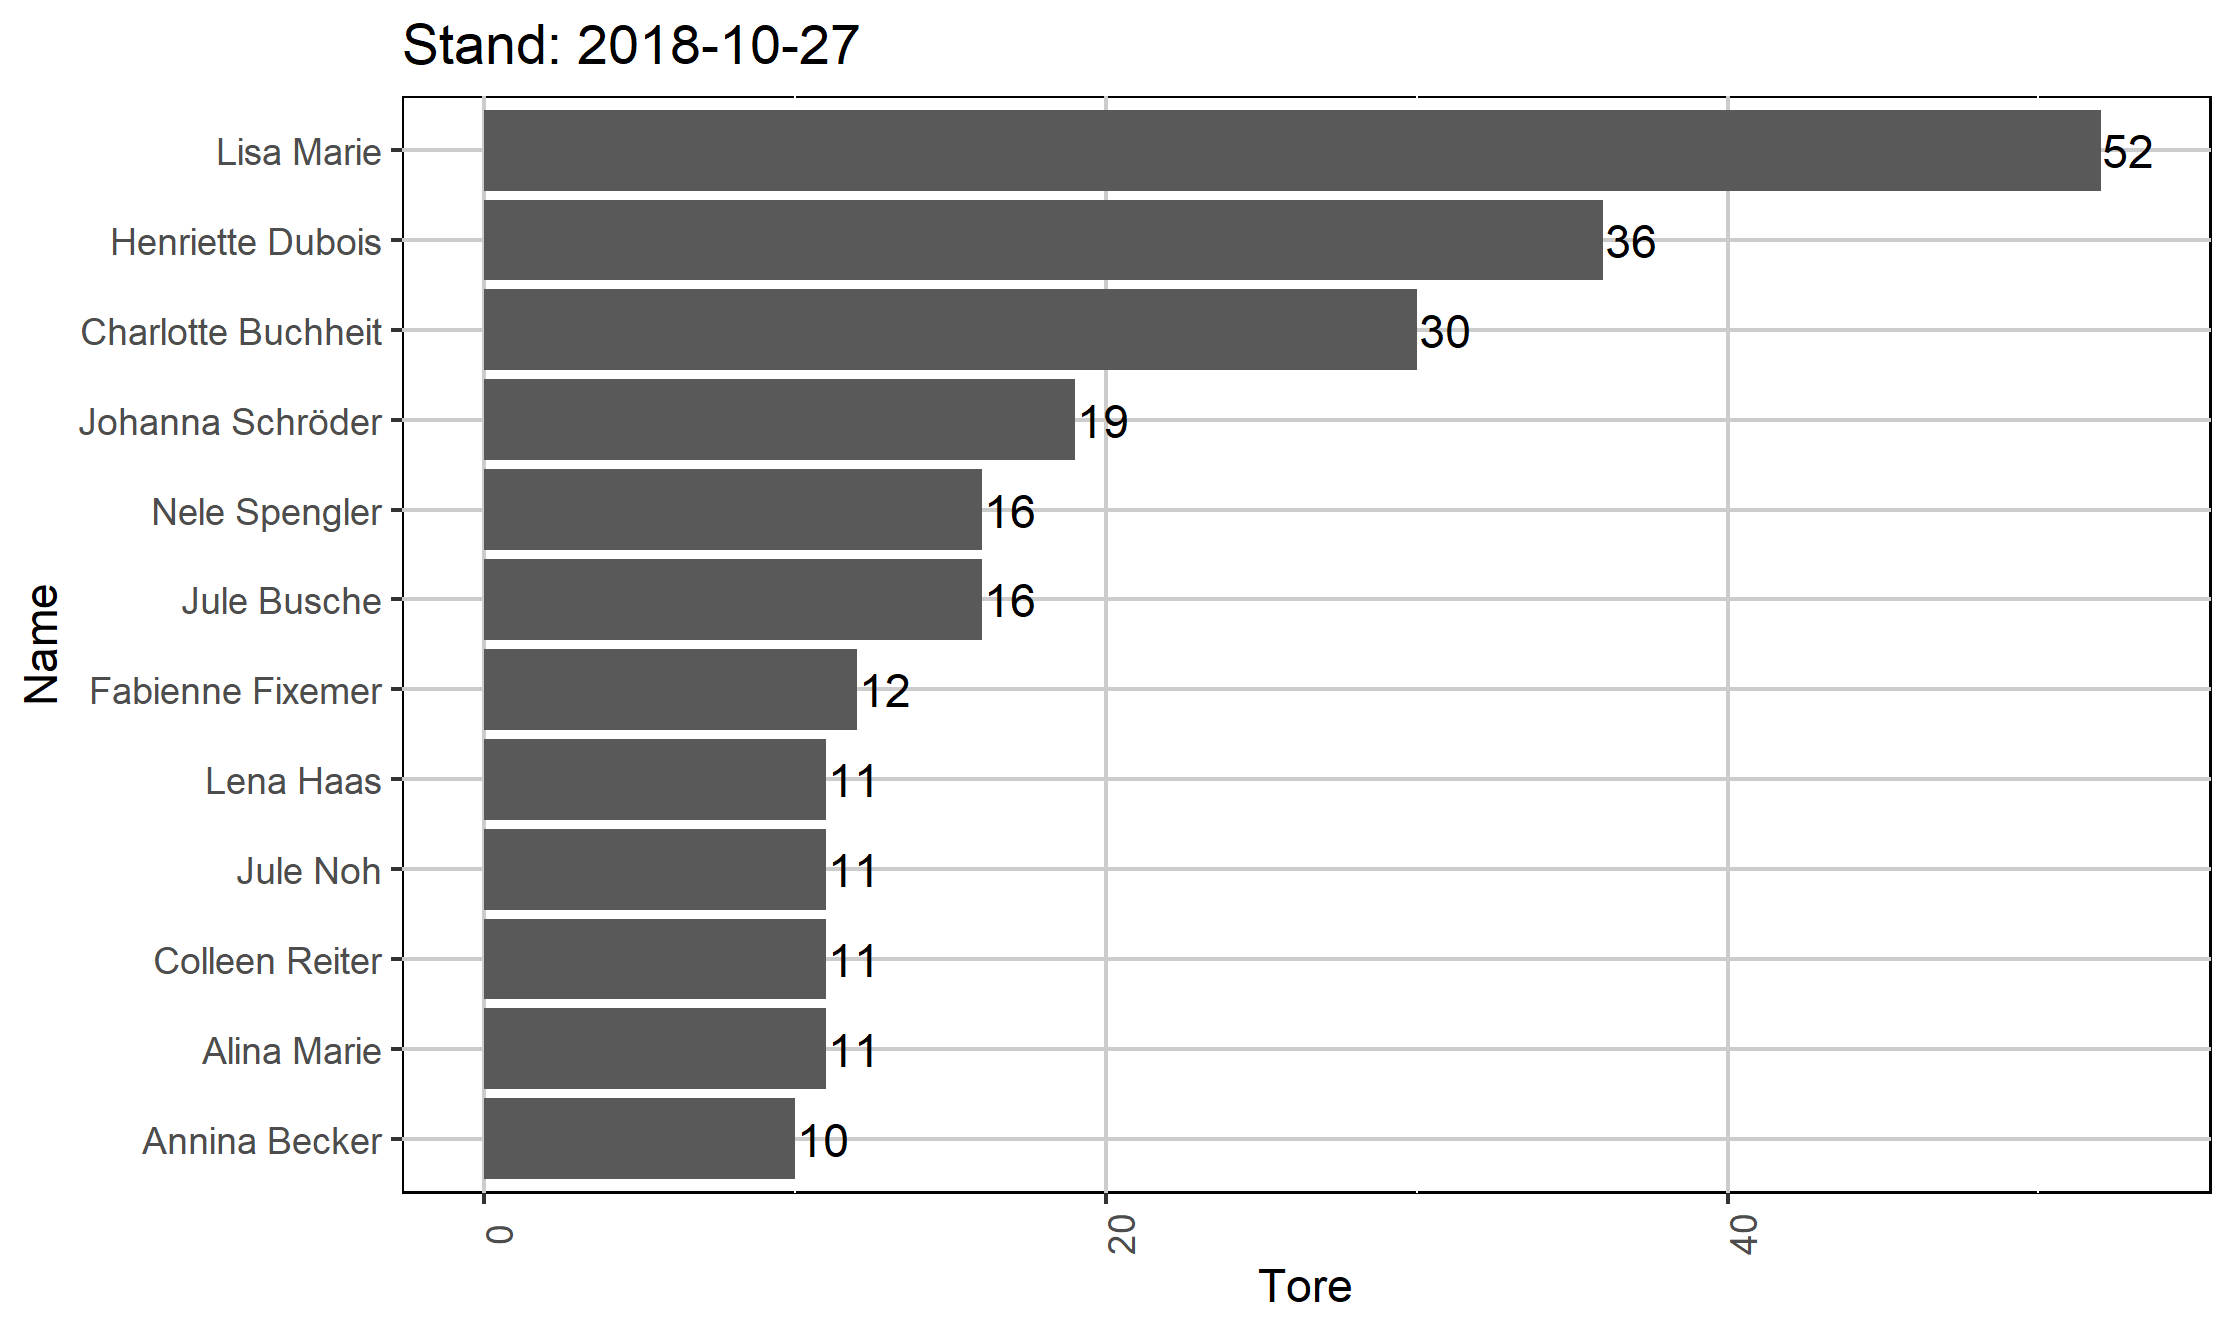 Stand: 2018-10-27
Name
Lisa Marie 52
Henriette Dubois 36
Charlotte Buchheit 30
Johanna Schröder 19
Nele Spengler 16
Jule Busche 16
Fabienne Fixemer 12
Lena Haas 11
Jule Noh 11
Colleen Reiter 11
Alina Marie 11
Annina Becker 10
0 20 40
Tore